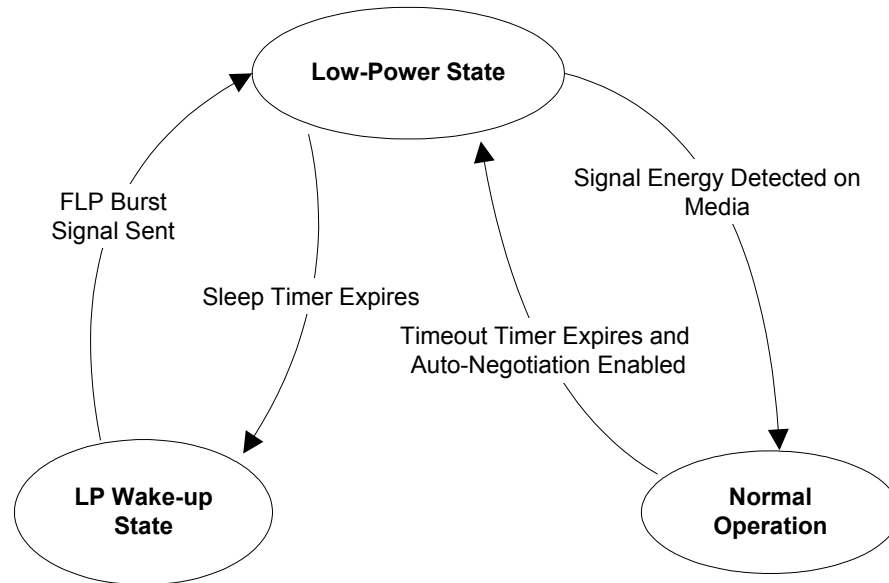 Low-Power State
FLP Burst
Signal Sent
Signal Energy Detected on
Media
Sleep Timer Expires
Timeout Timer Expires and
Auto-Negotiation Enabled
LP Wake-up
State
Normal
Operation